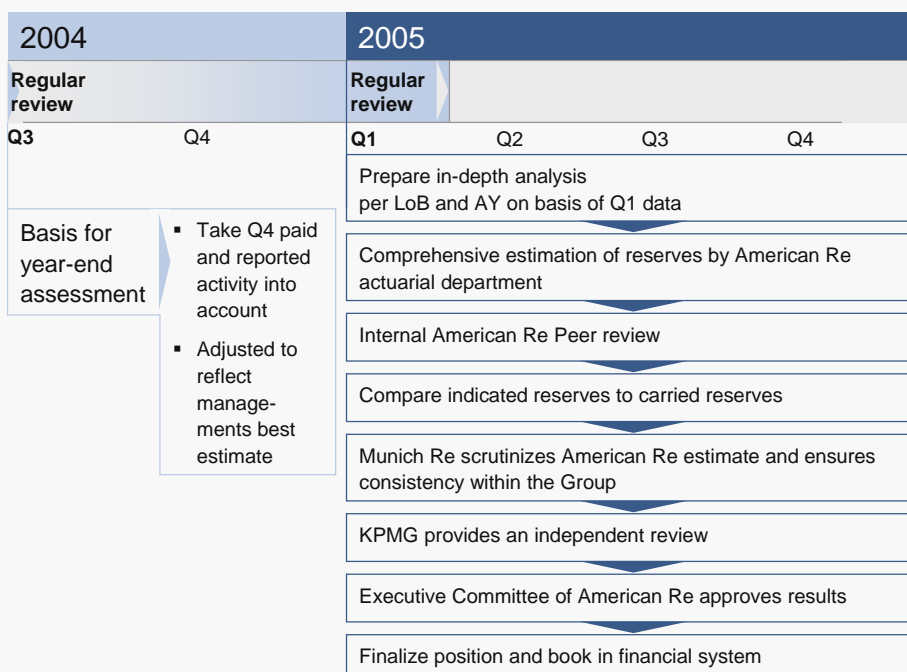 2004
2005
Regular
review
Regular
review
Q3
Q4
Q1
Q2
Q3
Q4
Basis for
year-end
assessment
▪ Take Q4 paid
and reported
activity into
account
▪ Adjusted to
reflect
manage-
ments best
estimate
Prepare in-depth analysis
per LoB and AY on basis of Q1 data
Comprehensive estimation of reserves by American Re
actuarial department
Internal American Re Peer review
Compare indicated reserves to carried reserves
Munich Re scrutinizes American Re estimate and ensures
consistency within the Group
KPMG provides an independent review
Executive Committee of American Re approves results
Finalize position and book in financial system